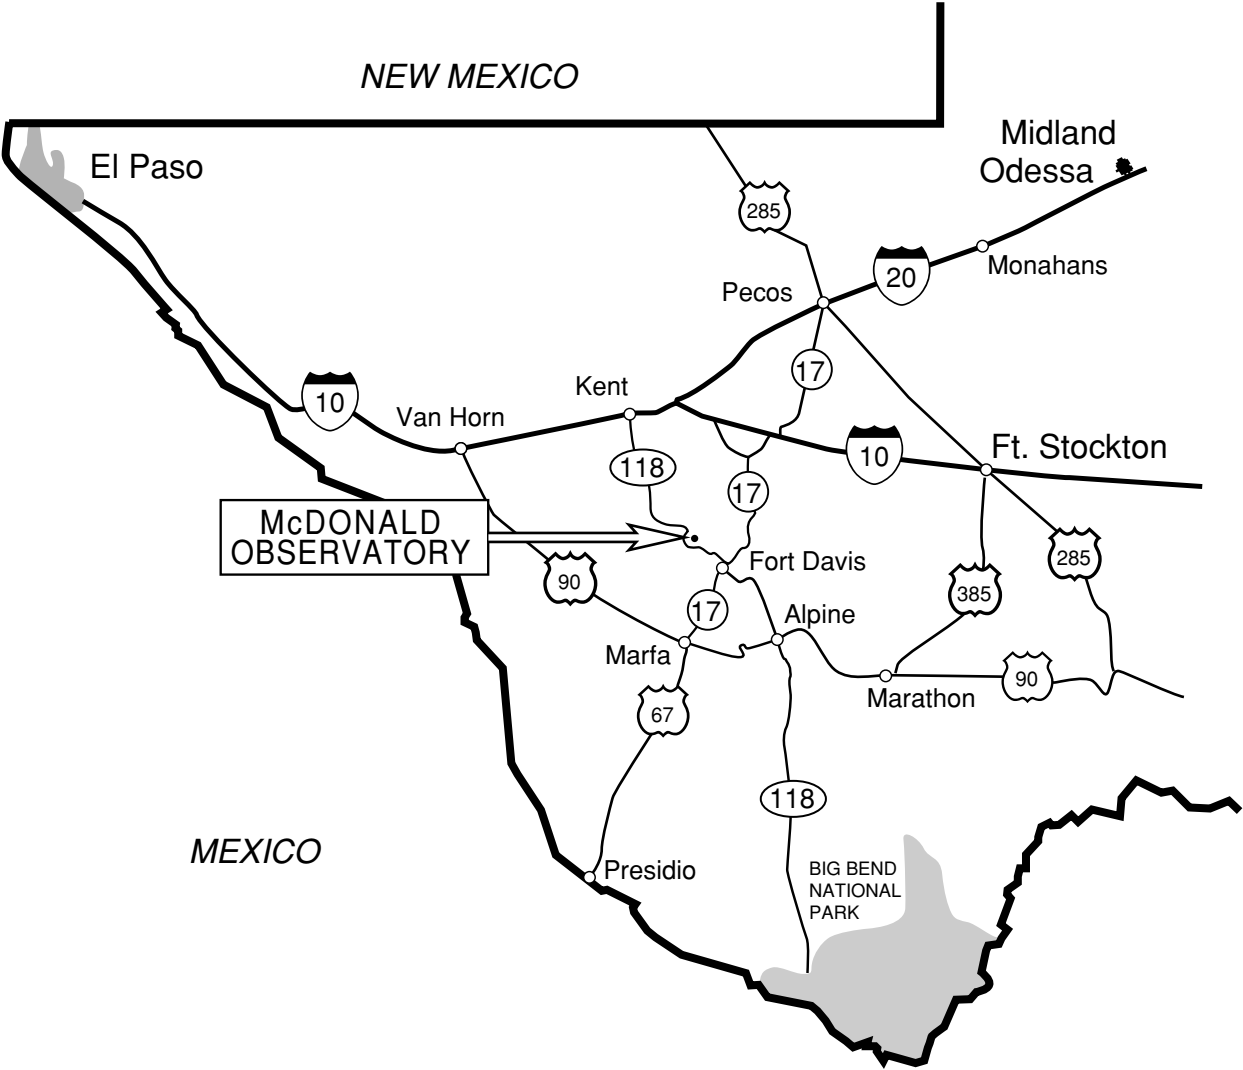 NEW MEXICO
Midland
Odessa
El Paso
285
20
Monahans
Pecos
17
Kent
10
Van Horn
10
Ft. Stockton
118
17
McDONALD
OBSERVATORY
90
Fort Davis
285
385
17
Alpine
Marfa
90
Marathon
67
118
MEXICO
Presidio
BIG BEND
NATIONAL
PARK